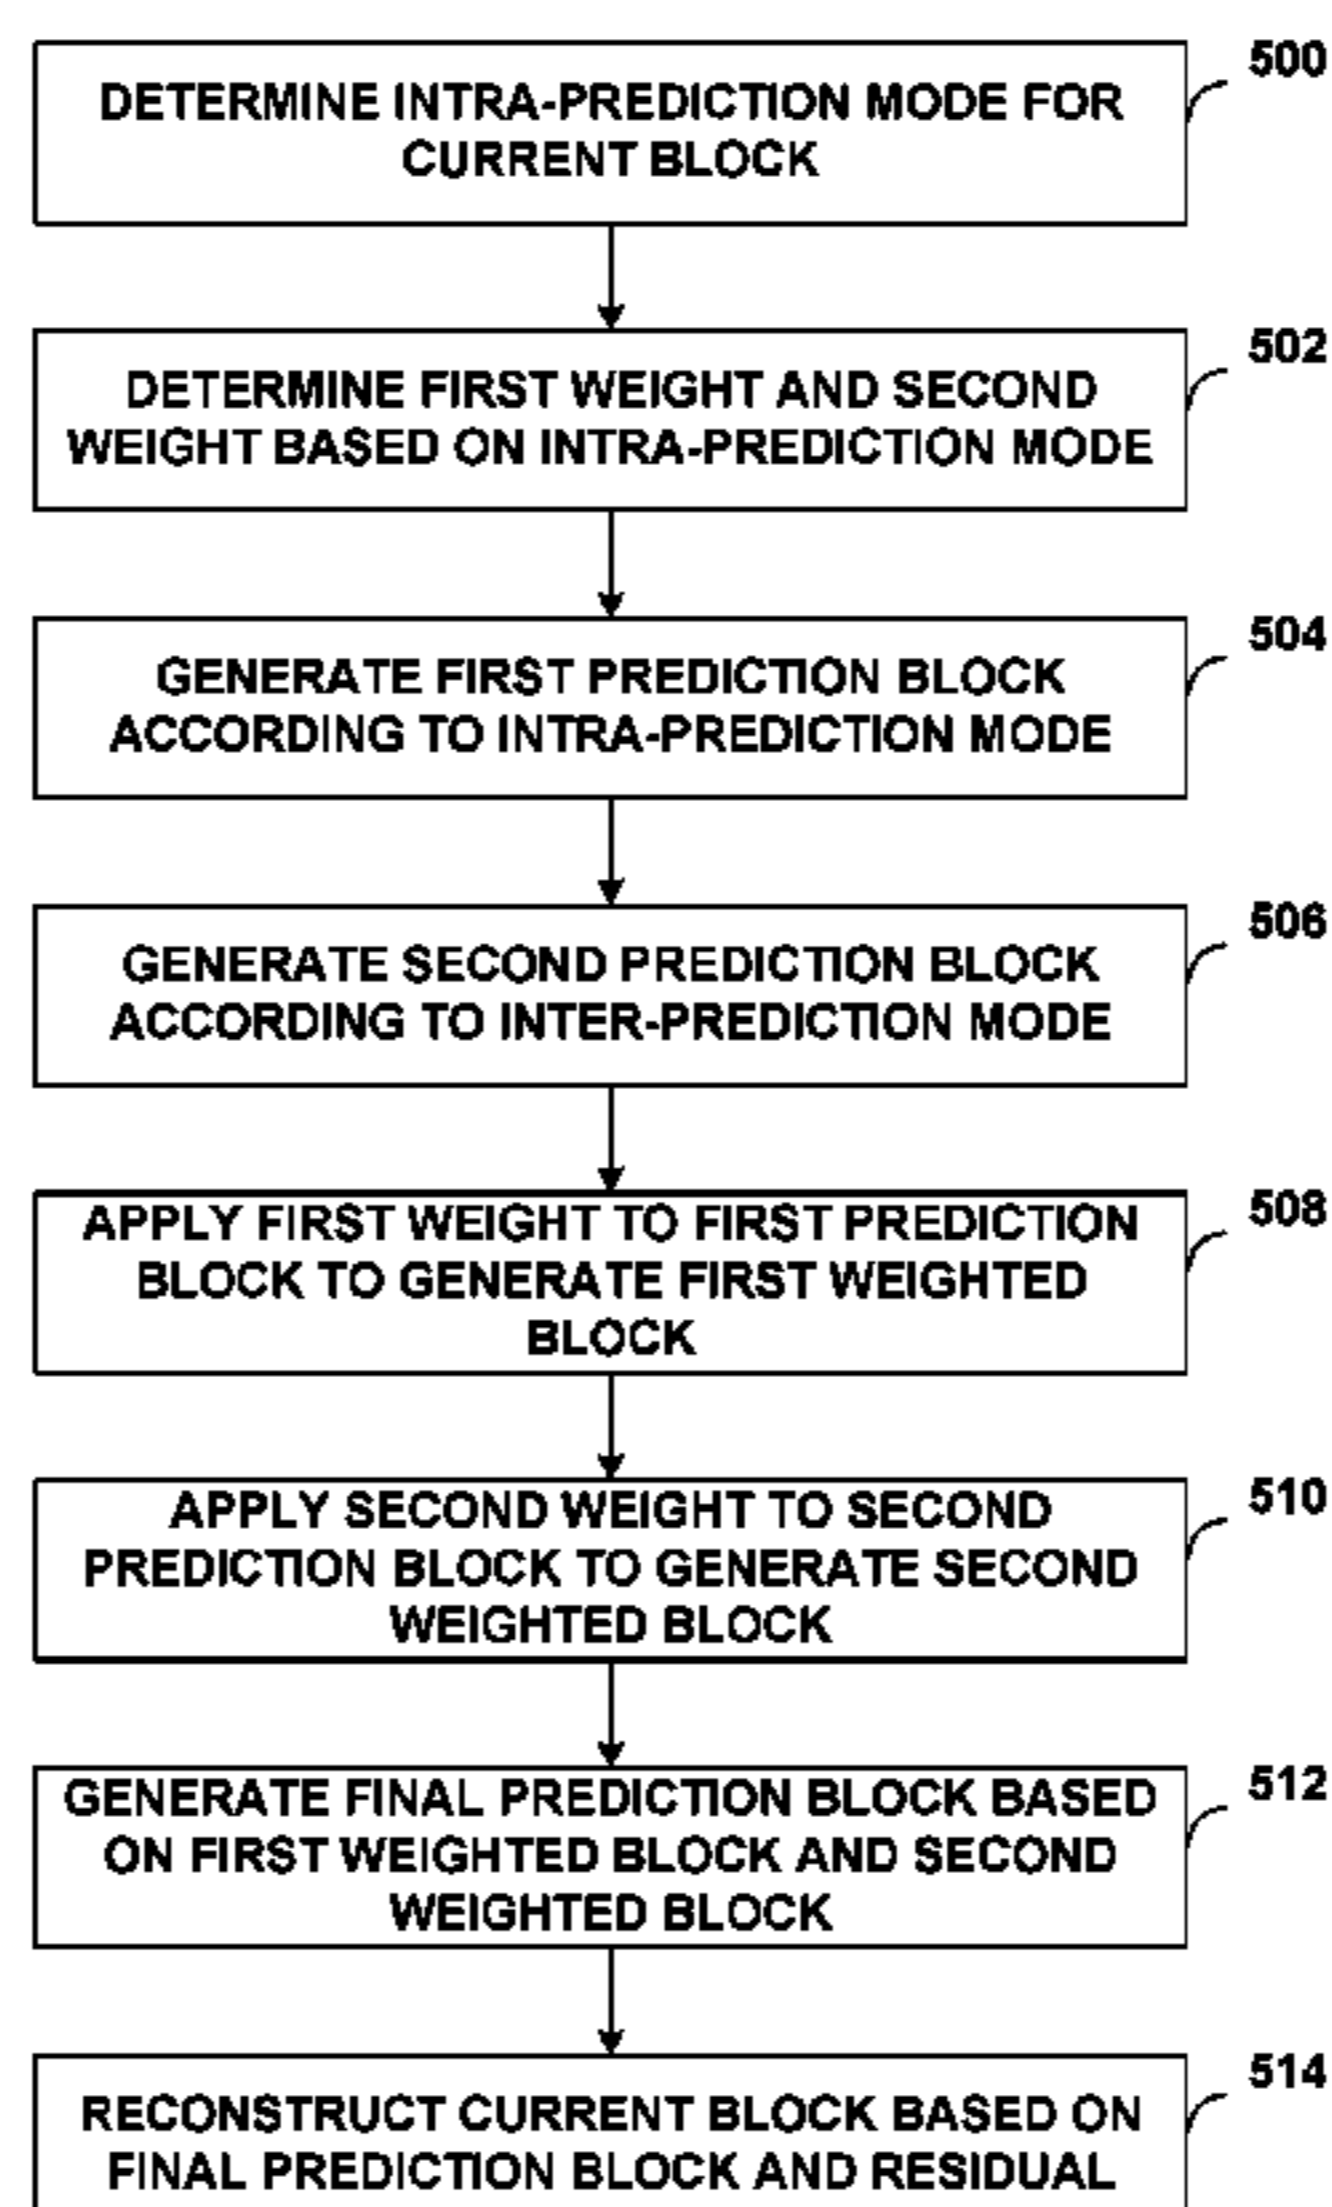 500
DETERMINE INTRA-PREDICTION MODE FOR
CURRENT BLOCK
502
DETERMINE FIRST WEIGHT AND SECOND
WEIGHT BASED ON INTRA-PREDICTION MODE
504
GENERATE FIRST PREDICTION BLOCK
ACCORDING TO INTRA-PREDICTION MODE
506
GENERATE SECOND PREDICTION BLOCK
ACCORDING TO INTER-PREDICTION MODE
508
APPLY FIRST WEIGHT TO FIRST PREDICTION
BLOCK TO GENERATE FIRST WEIGHTED
BLOCK
510
APPLY SECOND WEIGHT TO SECOND
PREDICTION BLOCK TO GENERATE SECOND
WEIGHTED BLOCK
512
GENERATE FINAL PREDICTION BLOCK BASED
ON FIRST WEIGHTED BLOCK AND SECOND
WEIGHTED BLOCK
514
RECONSTRUCT CURRENT BLOCK BASED ON
FINAL PREDICTION BLOCK AND RESIDUAL